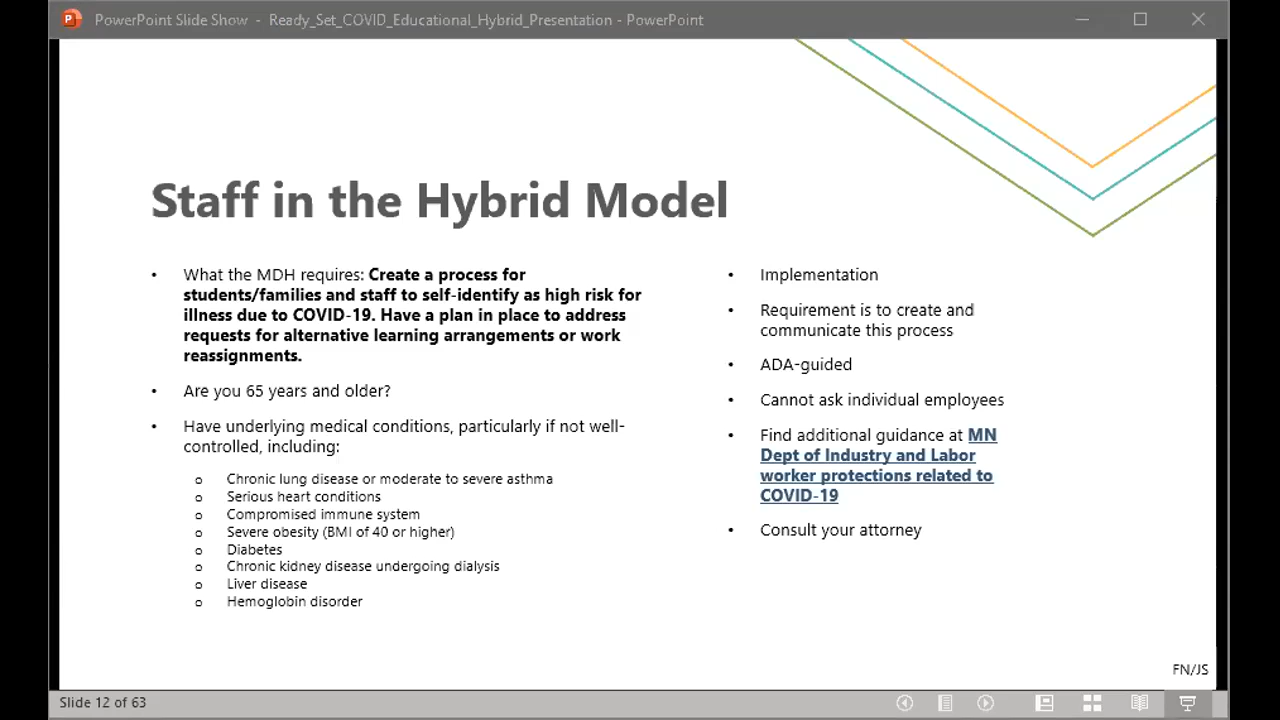 PowerPoint Slide Show - Ready_Set_COVID_Educational_Hybrid_Presentation - PowerPoint
Staff in the Hybrid Model
• What the MDH requires: Create a process for
students/families and staff to self-identify as high risk for
illness due to COVID-19. Have a plan in place to address
requests for alternative learning arrangements or work
reassignments.
• Are you 65 years and older?
• Have underlying medical conditions, particularly if not well-
controlled, including:
o Chronic lung disease or moderate to severe asthma
o Serious heart conditions
o Compromised immune system
o Severe obesity (BMI of 40 or higher)
o Diabetes
o Chronic kidney disease undergoing dialysis
o Liver disease
o Hemoglobin disorder
• Implementation
• Requirement is to create and
communicate this process
• ADA-guided
• Cannot ask individual employees
• Find additional guidance at MN
Dept of Industry and Labor
worker protections related to
COVID-19
• Consult your attorney
FN/JS
Slide 12 of 63